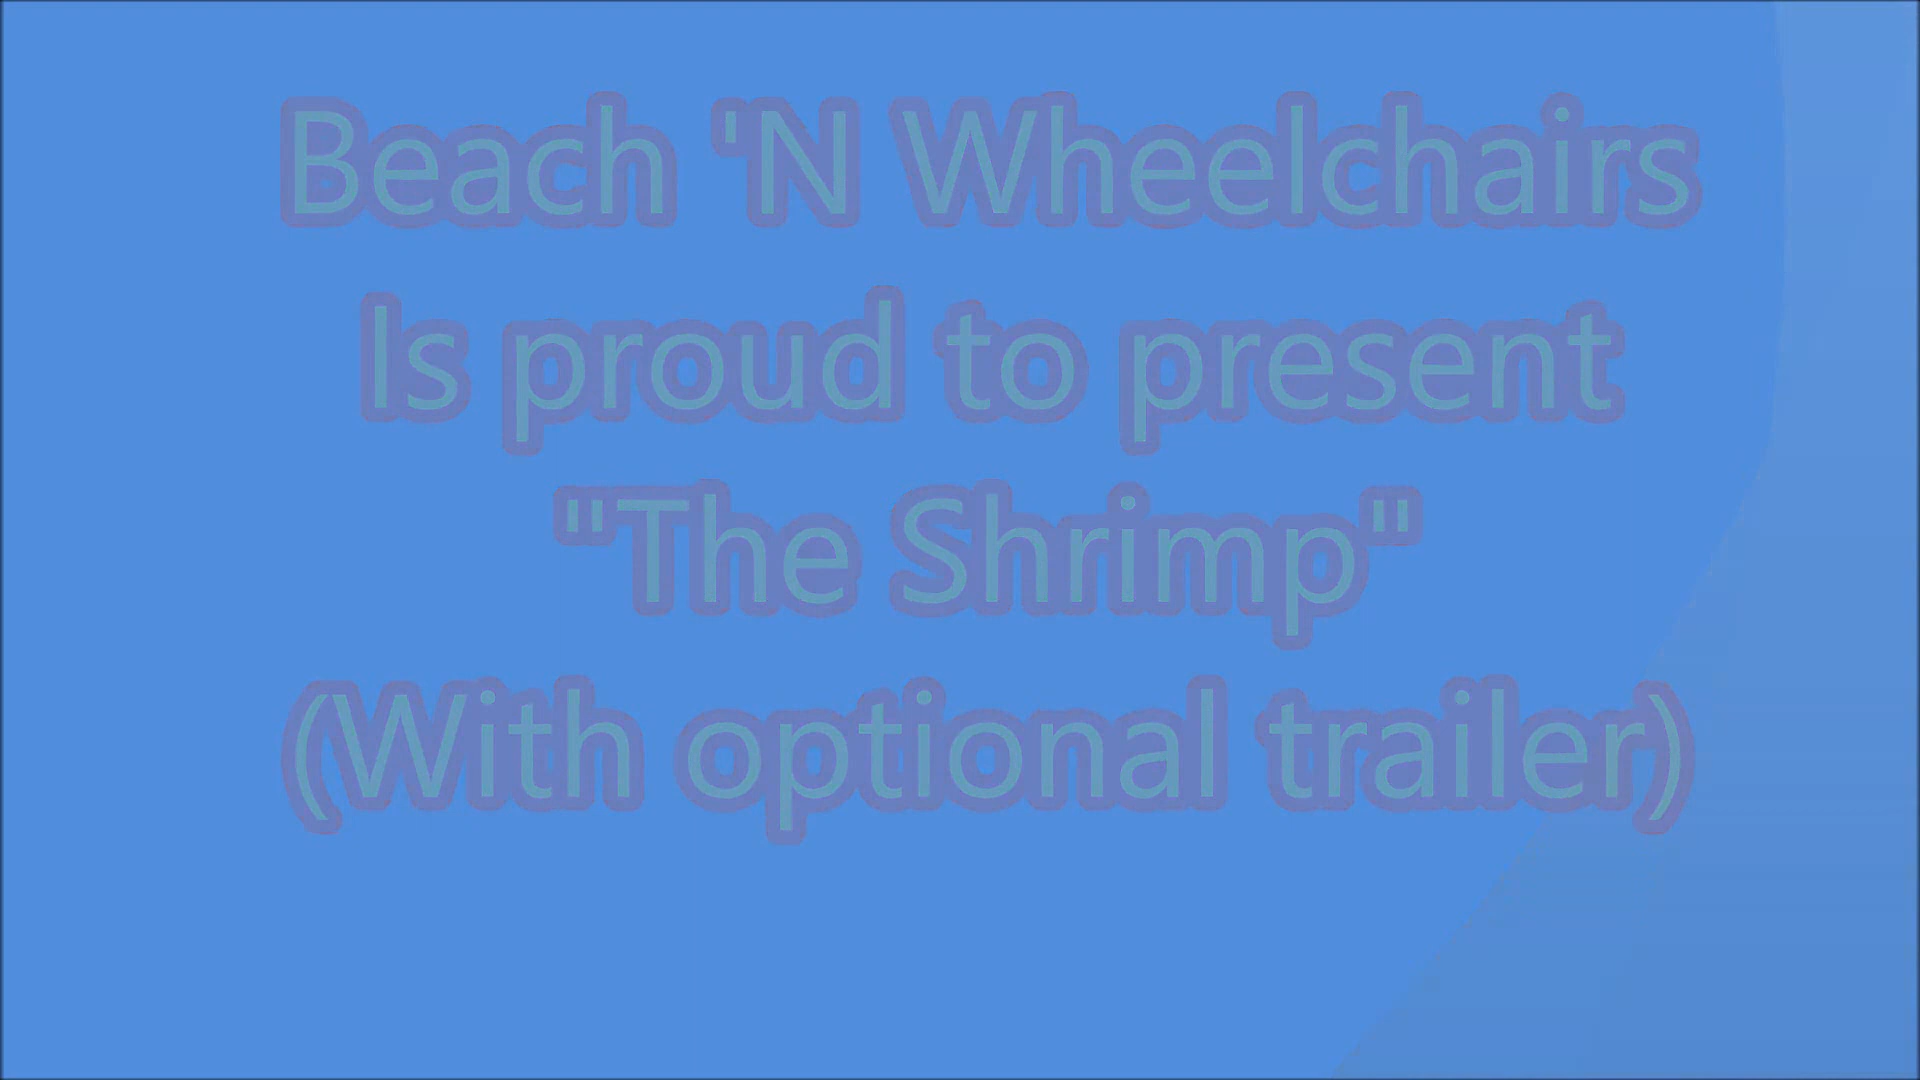 Beach 'N Wheelchairs
Is proud to present
"The Shrimp"
(With optional trailer)